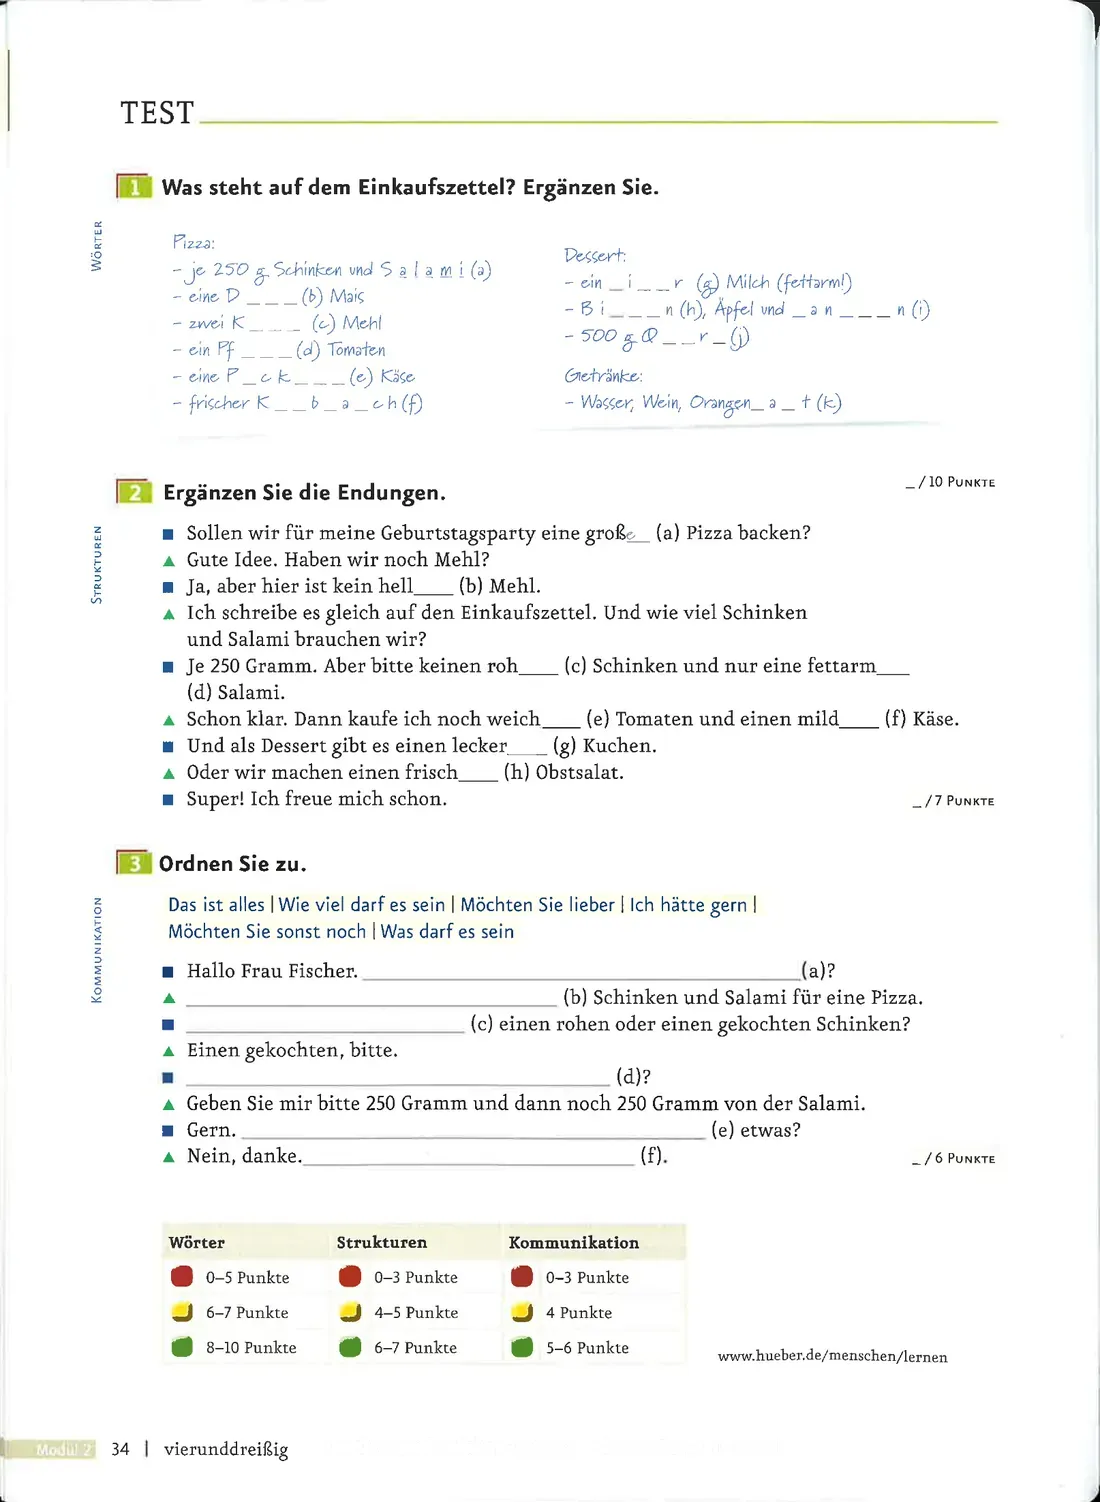 TEST
1 Was steht auf dem Einkaufszettel? Ergänzen Sie.
WÖRTER
Pizza:
- je 250 g Schinken und S a l a m i (a)
- eine D _ _ _ (b) Mais
- zwei K _ _ _ (c) Mehl
- ein Pf _ _ _ (d) Tomaten
- eine P _ c k _ _ _ (e) Käse
- frischer K _ _ b _ a _ c h (f)
Dessert:
- ein _ i _ _ r (g) Milch (fettarm!)
- B i _ _ _ n (h), Äpfel und _ a n _ _ _ n (i)
- 500 g Q _ _ r _ (j)
Getränke:
- Wasser, Wein, Orangen _ a _ t (k)
_ / 10 PUNKTE
2 Ergänzen Sie die Endungen.
STRUKTUREN
■ Sollen wir für meine Geburtstagsparty eine große__ (a) Pizza backen?
▲ Gute Idee. Haben wir noch Mehl?
■ Ja, aber hier ist kein hell____ (b) Mehl.
▲ Ich schreibe es gleich auf den Einkaufszettel. Und wie viel Schinken
und Salami brauchen wir?
■ Je 250 Gramm. Aber bitte keinen roh____ (c) Schinken und nur eine fettarm____
(d) Salami.
▲ Schon klar. Dann kaufe ich noch weich____ (e) Tomaten und einen mild____ (f) Käse.
■ Und als Dessert gibt es einen lecker____ (g) Kuchen.
▲ Oder wir machen einen frisch____ (h) Obstsalat.
■ Super! Ich freue mich schon.
_ / 7 PUNKTE
3 Ordnen Sie zu.
KOMMUNIKATION
Das ist alles | Wie viel darf es sein | Möchten Sie lieber | Ich hätte gern |
Möchten Sie sonst noch | Was darf es sein
■ Hallo Frau Fischer. ____________________ (a)?
▲ ____________________ (b) Schinken und Salami für eine Pizza.
■ ____________________ (c) einen rohen oder einen gekochten Schinken?
▲ Einen gekochten, bitte.
■ ____________________ (d)?
▲ Geben Sie mir bitte 250 Gramm und dann noch 250 Gramm von der Salami.
■ Gern. ____________________ (e) etwas?
▲ Nein, danke. ____________________ (f).
_ / 6 PUNKTE
Wörter Strukturen Kommunikation
0–5 Punkte 0–3 Punkte 0–3 Punkte
6–7 Punkte 4–5 Punkte 4 Punkte
8–10 Punkte 6–7 Punkte 5–6 Punkte
www.hueber.de/menschen/lernen
Modul 2 34 | vierunddreißig